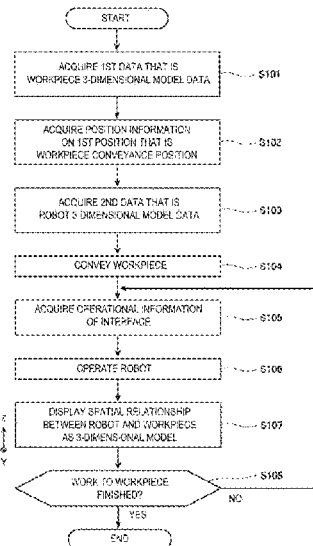 START
ACQUIRE 1ST DATA THAT IS
WORKPIECE 3-DIMENSIONAL MODEL DATA
S101
ACQUIRE POSITION INFORMATION
ON 1ST POSITION THAT IS
WORKPIECE CONVEYANCE POSITION
S102
ACQUIRE 2ND DATA THAT IS
ROBOT 3-DIMENSIONAL MODEL DATA
S103
CONVEY WORKPIECE
S104
ACQUIRE OPERATIONAL INFORMATION
OF INTERFACE
S105
OPERATE ROBOT
S106
DISPLAY SPATIAL RELATIONSHIP
BETWEEN ROBOT AND WORKPIECE
AS 3-DIMENSIONAL MODEL
S107
Z
Y
WORK TO WORKPIECE
FINISHED?
S108
NO
YES
END